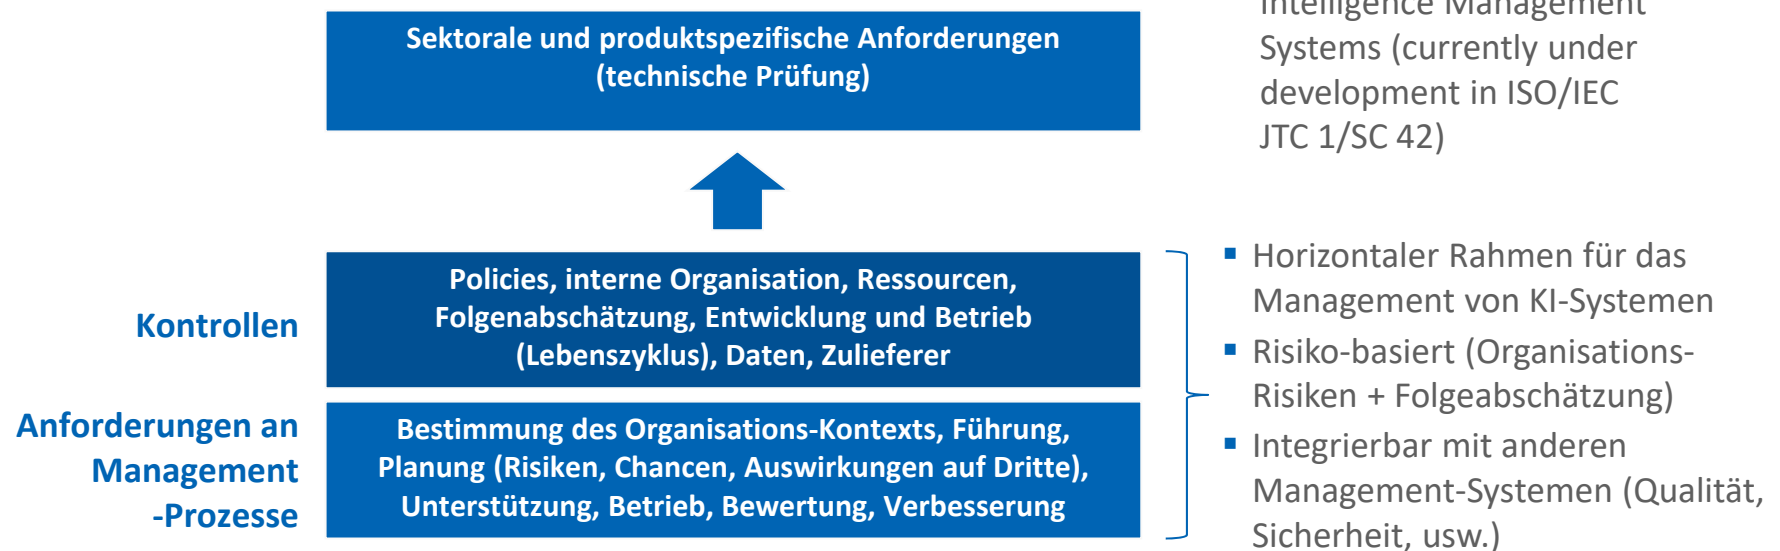 Sektorale und produktspezifische Anforderungen
(technische Prüfung)
Intelligence Management
Systems (currently under
development in ISO/IEC
JTC 1/SC 42)
Kontrollen
Policies, interne Organisation, Ressourcen,
Folgenabschätzung, Entwicklung und Betrieb
(Lebenszyklus), Daten, Zulieferer
Anforderungen an
Management
-Prozesse
Bestimmung des Organisations-Kontexts, Führung,
Planung (Risiken, Chancen, Auswirkungen auf Dritte),
Unterstützung, Betrieb, Bewertung, Verbesserung
▪ Horizontaler Rahmen für das
Management von KI-Systemen
▪ Risiko-basiert (Organisations-
Risiken + Folgeabschätzung)
▪ Integrierbar mit anderen
Management-Systemen (Qualität,
Sicherheit, usw.)